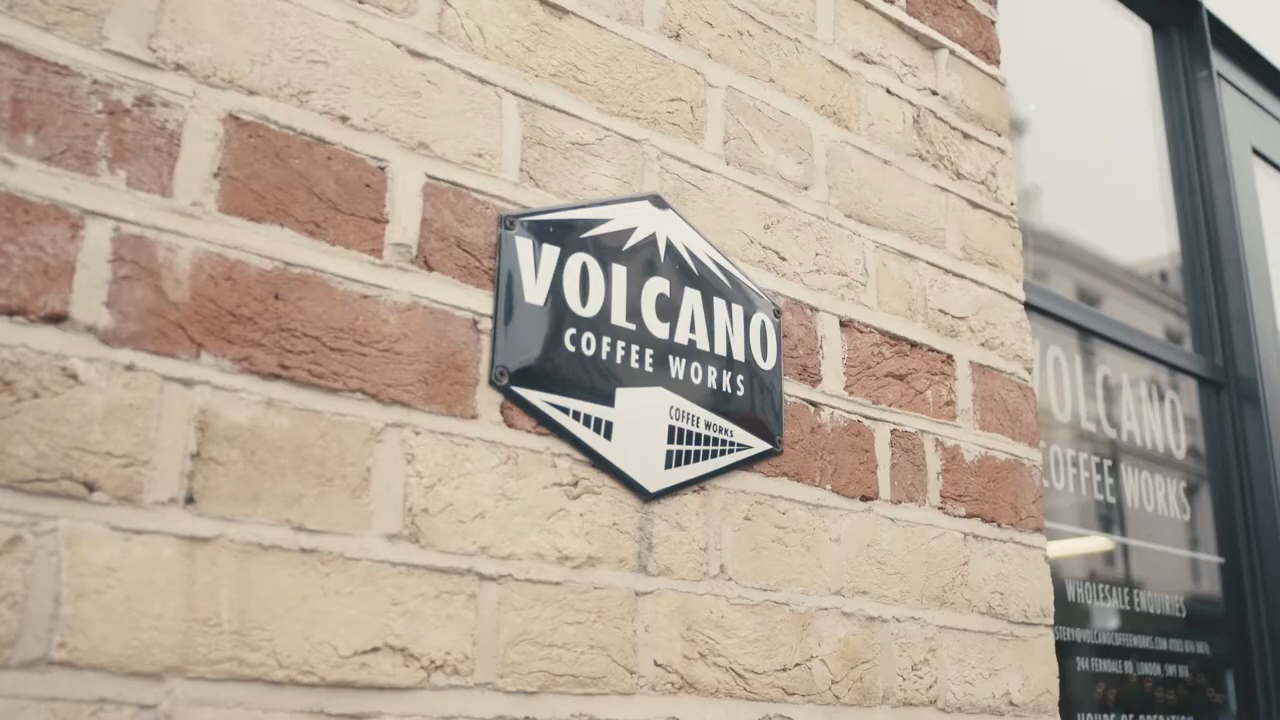 VOLCANO
COFFEE WORKS
COFFEE WORKS
VOLCANO
COFFEE WORKS
WHOLESALE ENQUIRIES
244 FERNDALE RD, LONDON, SW9